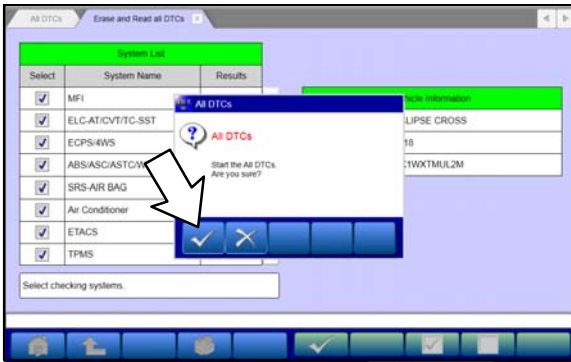 All DTCs
Erase and Read all DTCs
System List
Select
System Name
Results
MFI
ELC-AT/CVT/TC-SST
ECPS/4WS
ABS/ASC/ASTC/W
SRS-AIR BAG
Air Conditioner
ETACS
TPMS
Select checking systems.
All DTCs
All DTCs
Start the All DTCs.
Are you sure?
hicle Information
LIPSE CROSS
18
1WXTMUL2M